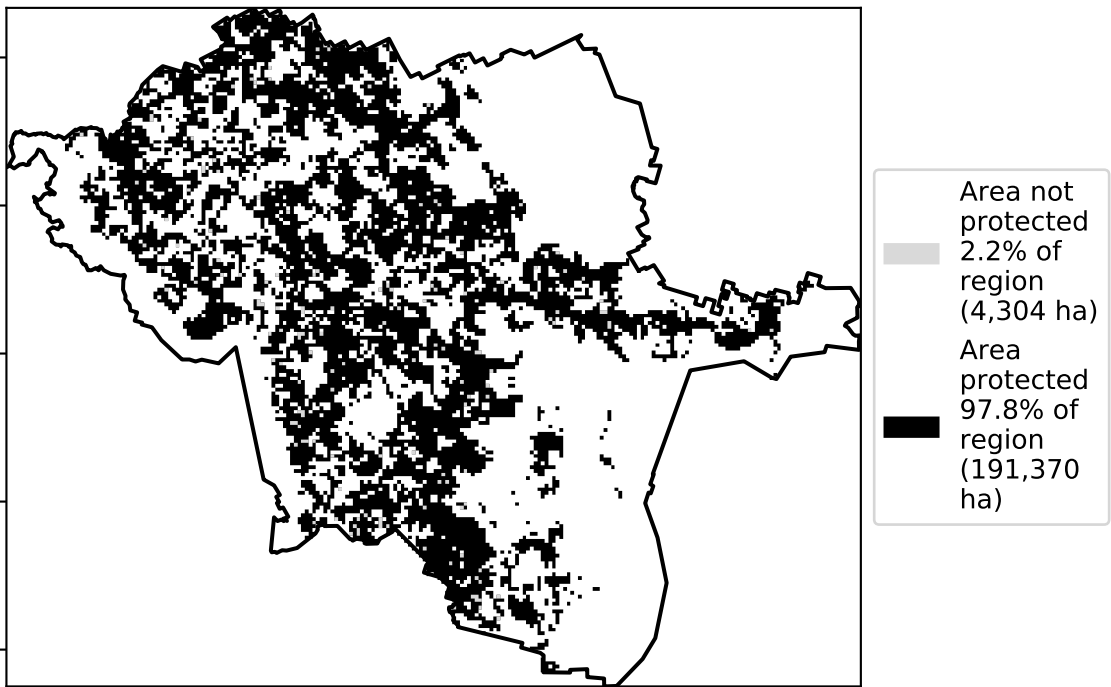 Area not
protected
2.2% of
region
(4,304 ha)
Area
protected
97.8% of
region
(191,370
ha)